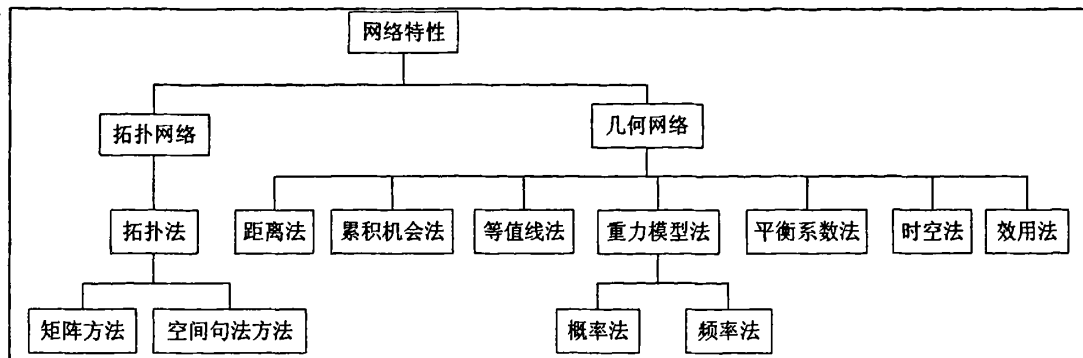 网络特性
拓扑网络
几何网络
拓扑法
距离法
累积机会法
等值线法
重力模型法
平衡系数法
时空法
效用法
矩阵方法
空间句法方法
概率法
频率法